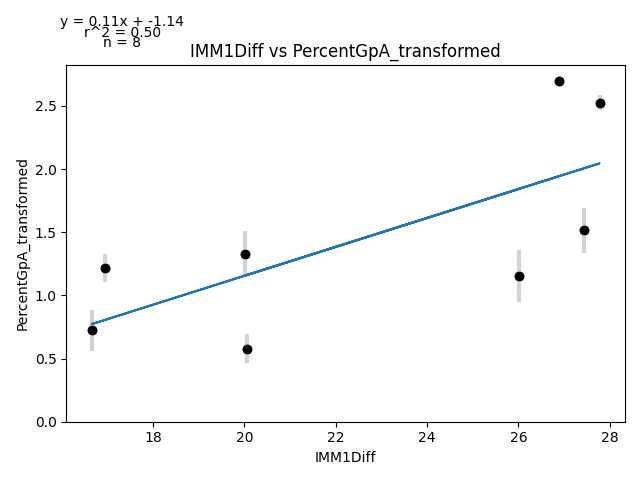 y = 0.11x + -1.14
r^2 = 0.50
n = 8
IMM1Diff vs PercentGpA_transformed
PercentGpA_transformed
2.5
2.0
1.5
1.0
0.5
0.0
18 20 22 24 26 28
IMM1Diff